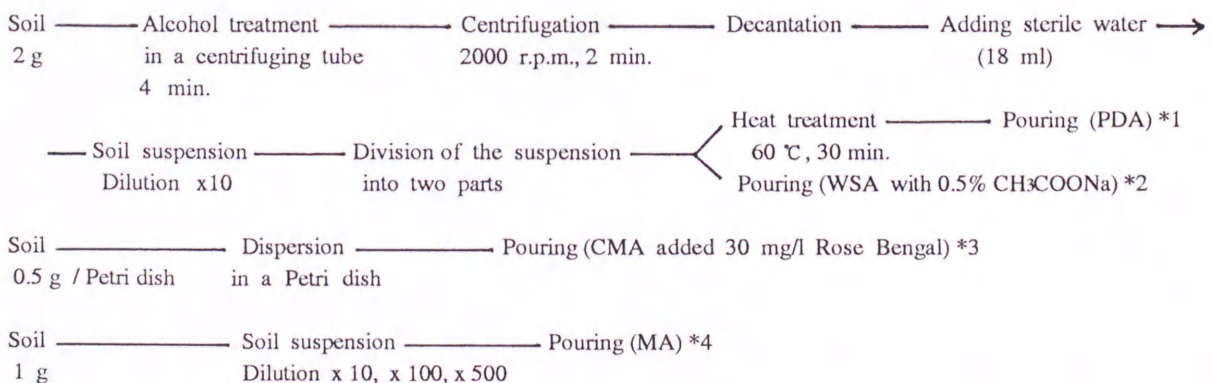 Soil Alcohol treatment Centrifugation Decantation Adding sterile water
2 g in a centrifuging tube 2000 r.p.m., 2 min. (18 ml)
4 min.
Heat treatment Pouring (PDA) *1
Soil suspension Division of the suspension 60 ℃, 30 min.
Dilution x10 into two parts Pouring (WSA with 0.5% CH3COONa) *2
Soil Dispersion Pouring (CMA added 30 mg/l Rose Bengal) *3
0.5 g / Petri dish in a Petri dish
Soil Soil suspension Pouring (MA) *4
1 g Dilution x 10, x 100, x 500